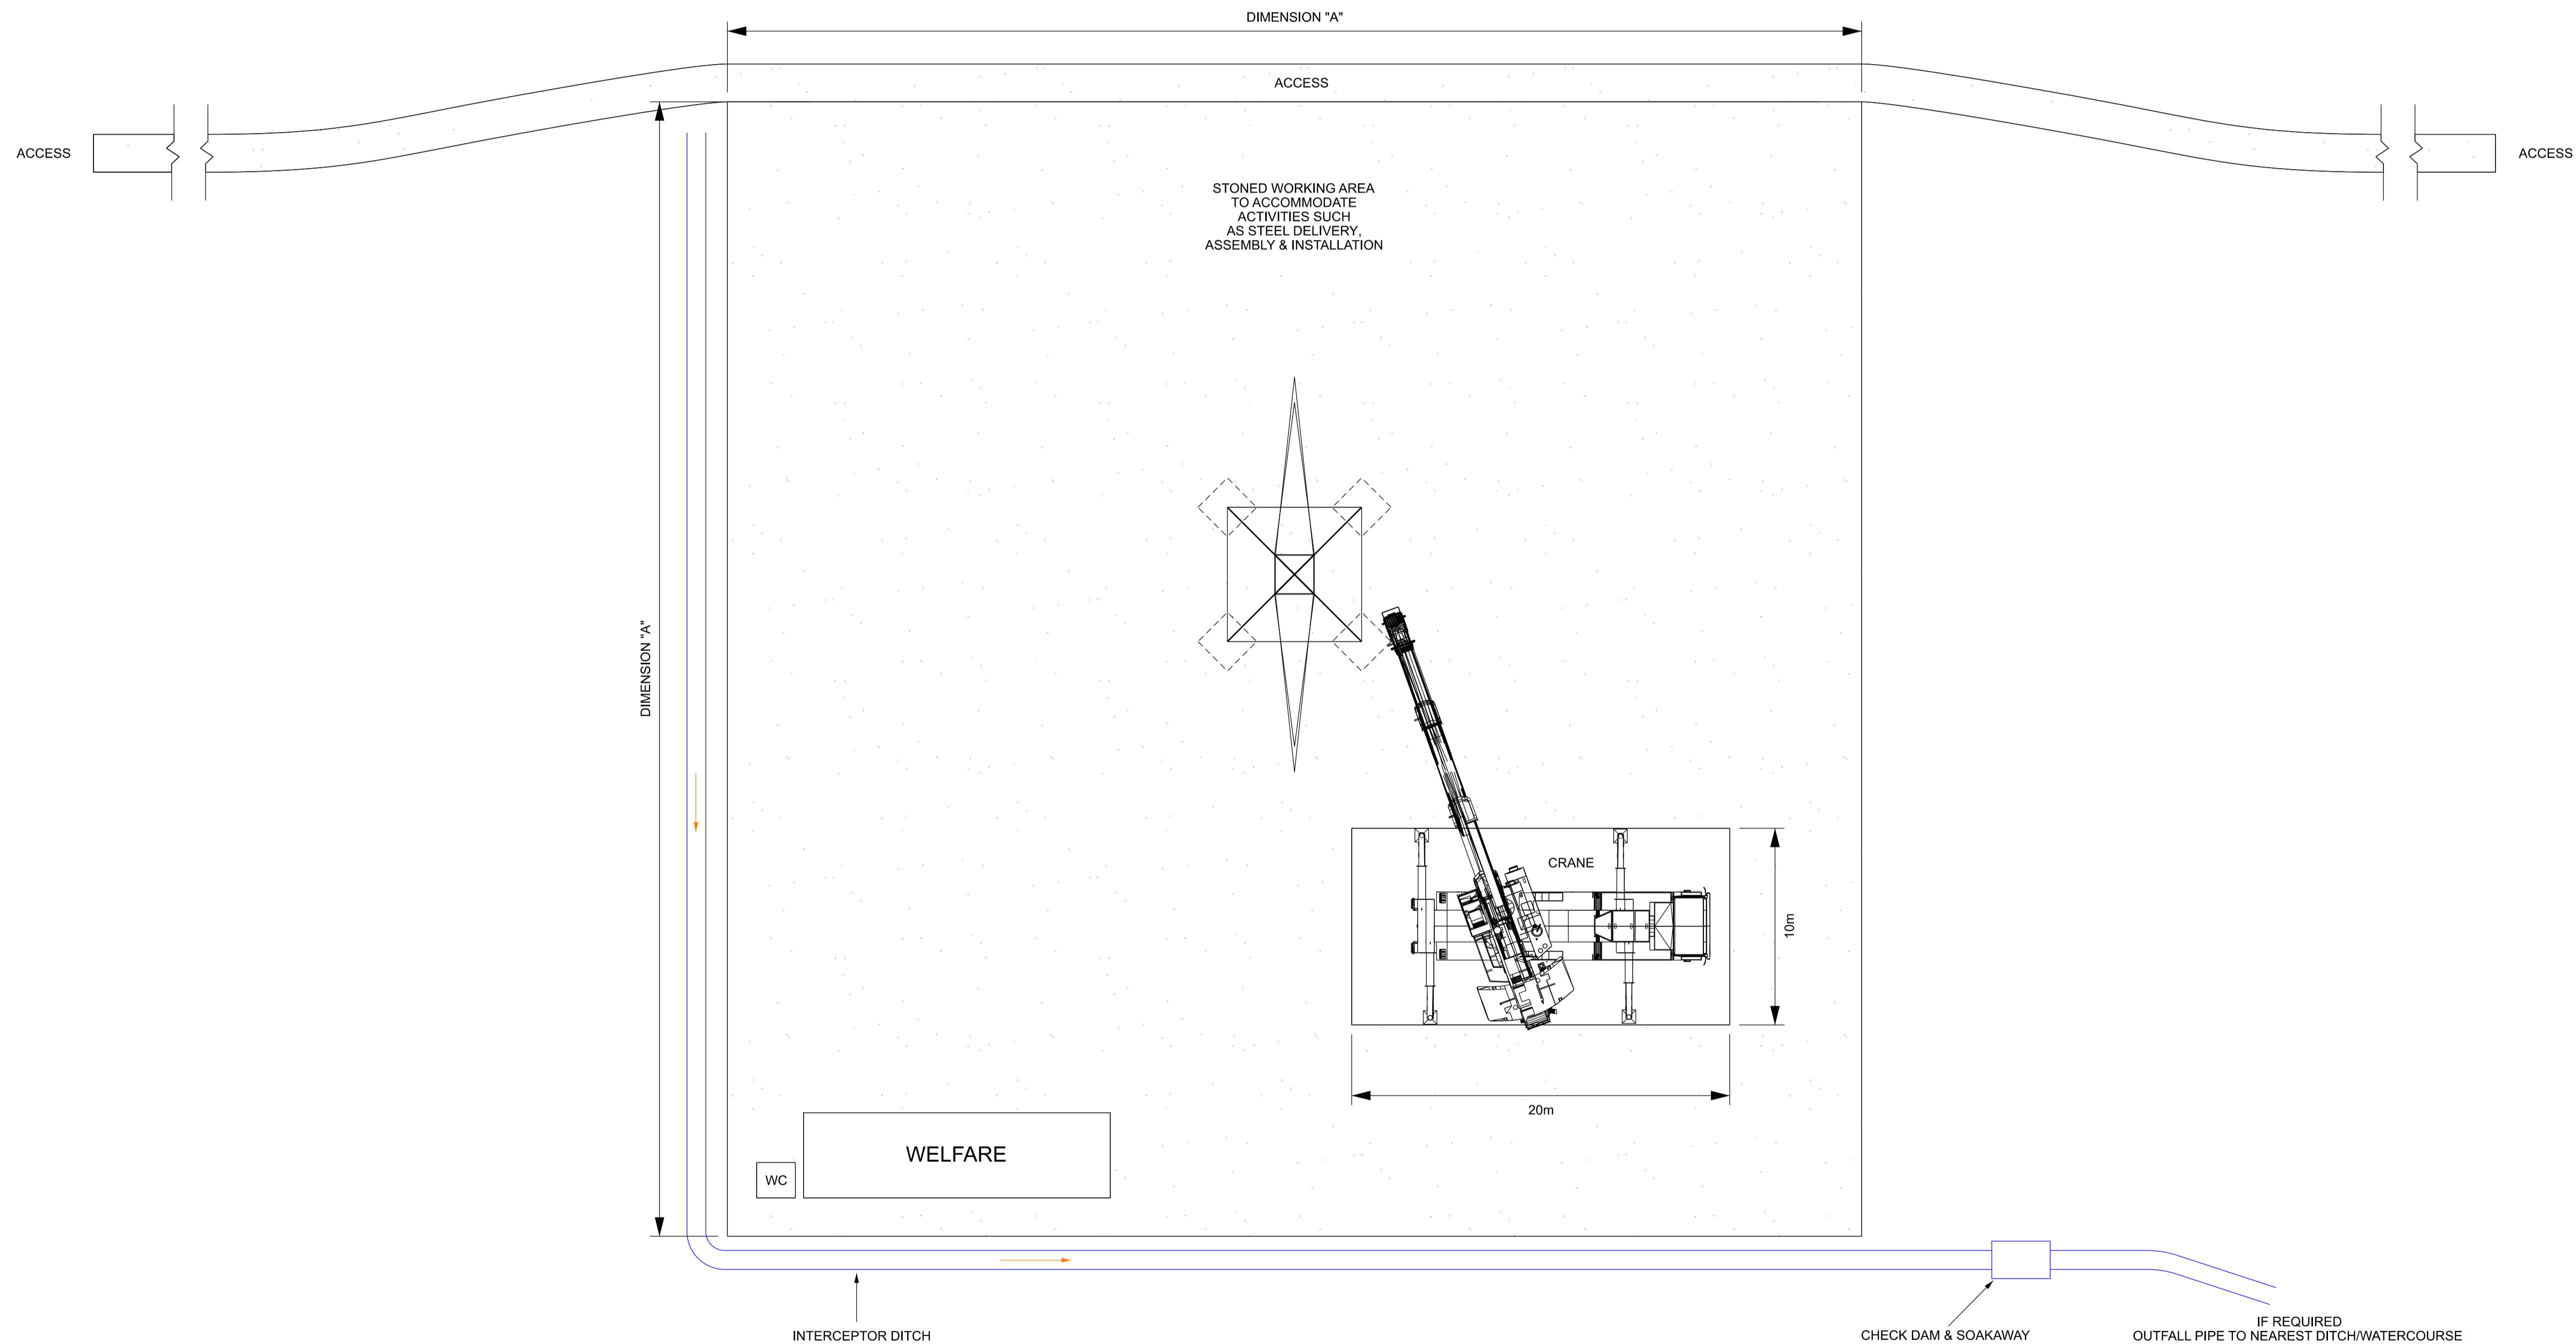 DIMENSION "A"
ACCESS
ACCESS
ACCESS
STONED WORKING AREA
TO ACCOMMODATE
ACTIVITIES SUCH
AS STEEL DELIVERY,
ASSEMBLY & INSTALLATION
DIMENSION "A"
CRANE
10m
20m
WELFARE
WC
INTERCEPTOR DITCH
CHECK DAM & SOAKAWAY
IF REQUIRED
OUTFALL PIPE TO NEAREST DITCH/WATERCOURSE